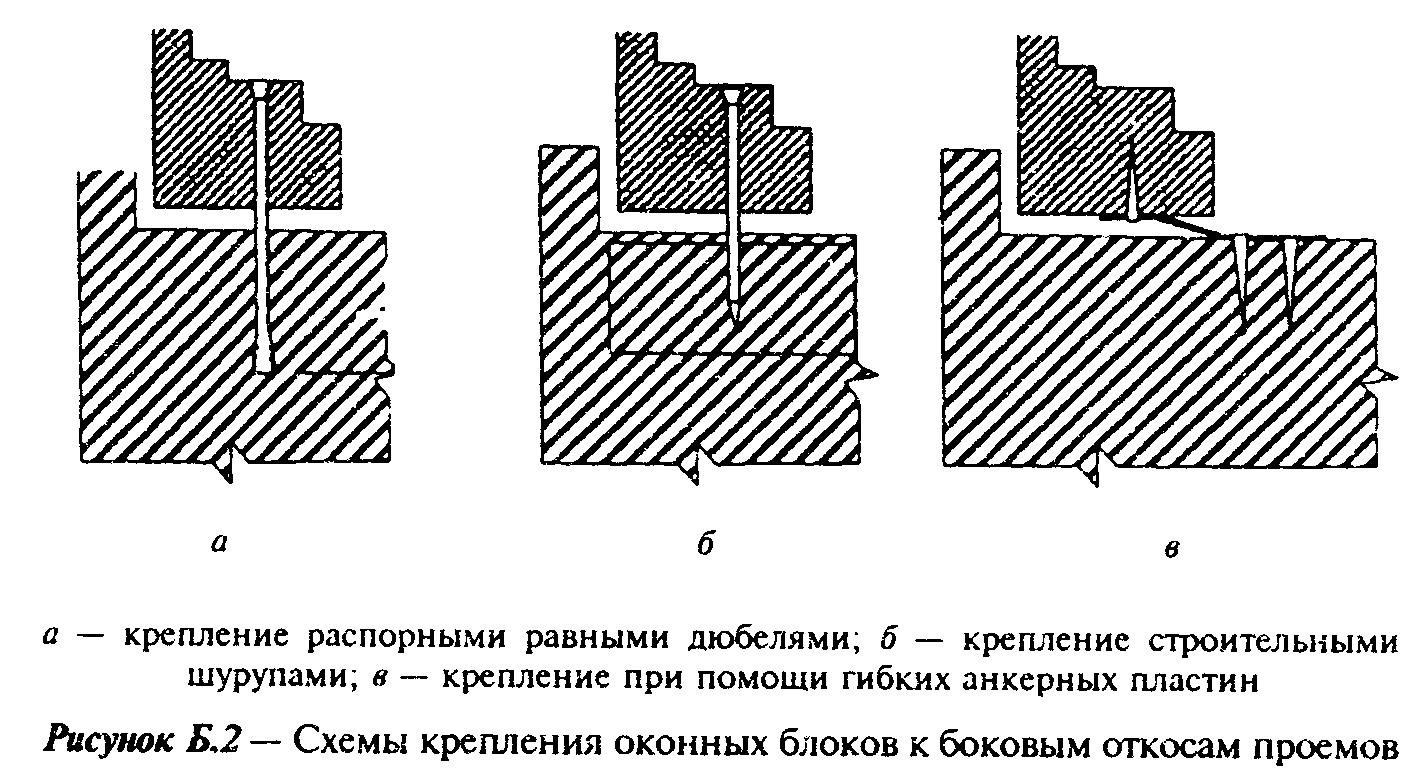 а
б
в
а — крепление распорными равными дюбелями; б — крепление строительными
шурупами; в — крепление при помощи гибких анкерных пластин
Рисунок Б.2 — Схемы крепления оконных блоков к боковым откосам проемов